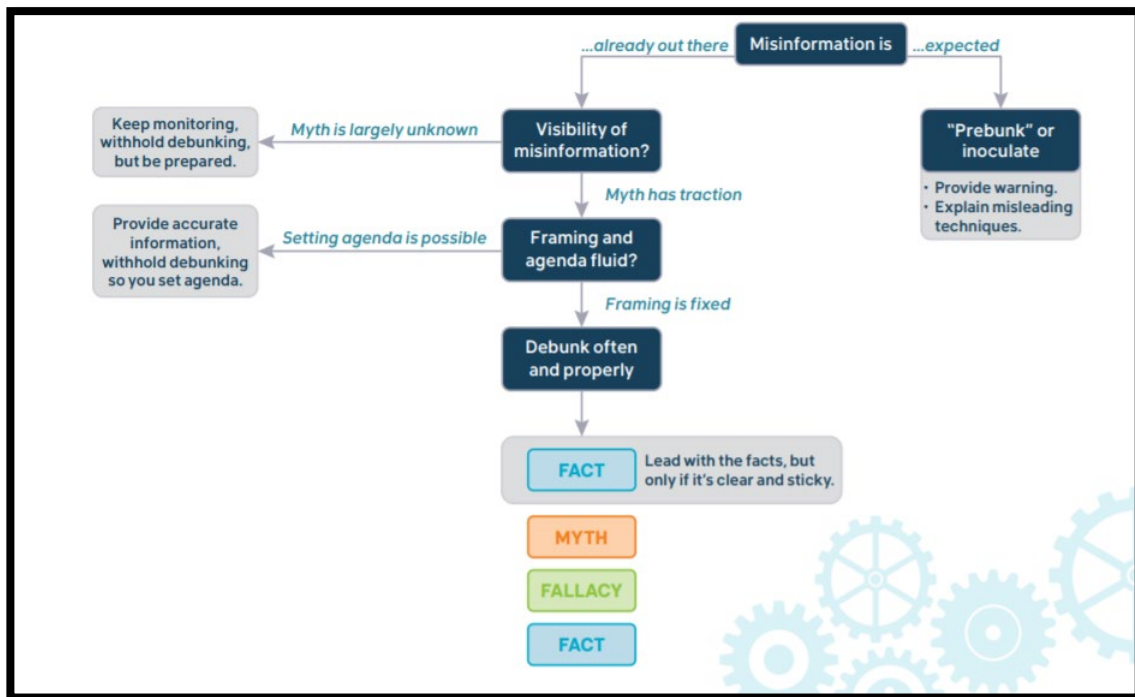 ...already out there
Misinformation is
...expected
Keep monitoring,
withhold debunking,
but be prepared.
Myth is largely unknown
Visibility of
misinformation?
"Prebunk" or
inoculate
· Provide warning.
· Explain misleading
techniques.
Myth has traction
Provide accurate
information,
withhold debunking
so you set agenda.
Setting agenda is possible
Framing and
agenda fluid?
Framing is fixed
Debunk often
and properly
FACT
Lead with the facts, but
only if it's clear and sticky.
MYTH
FALLACY
FACT